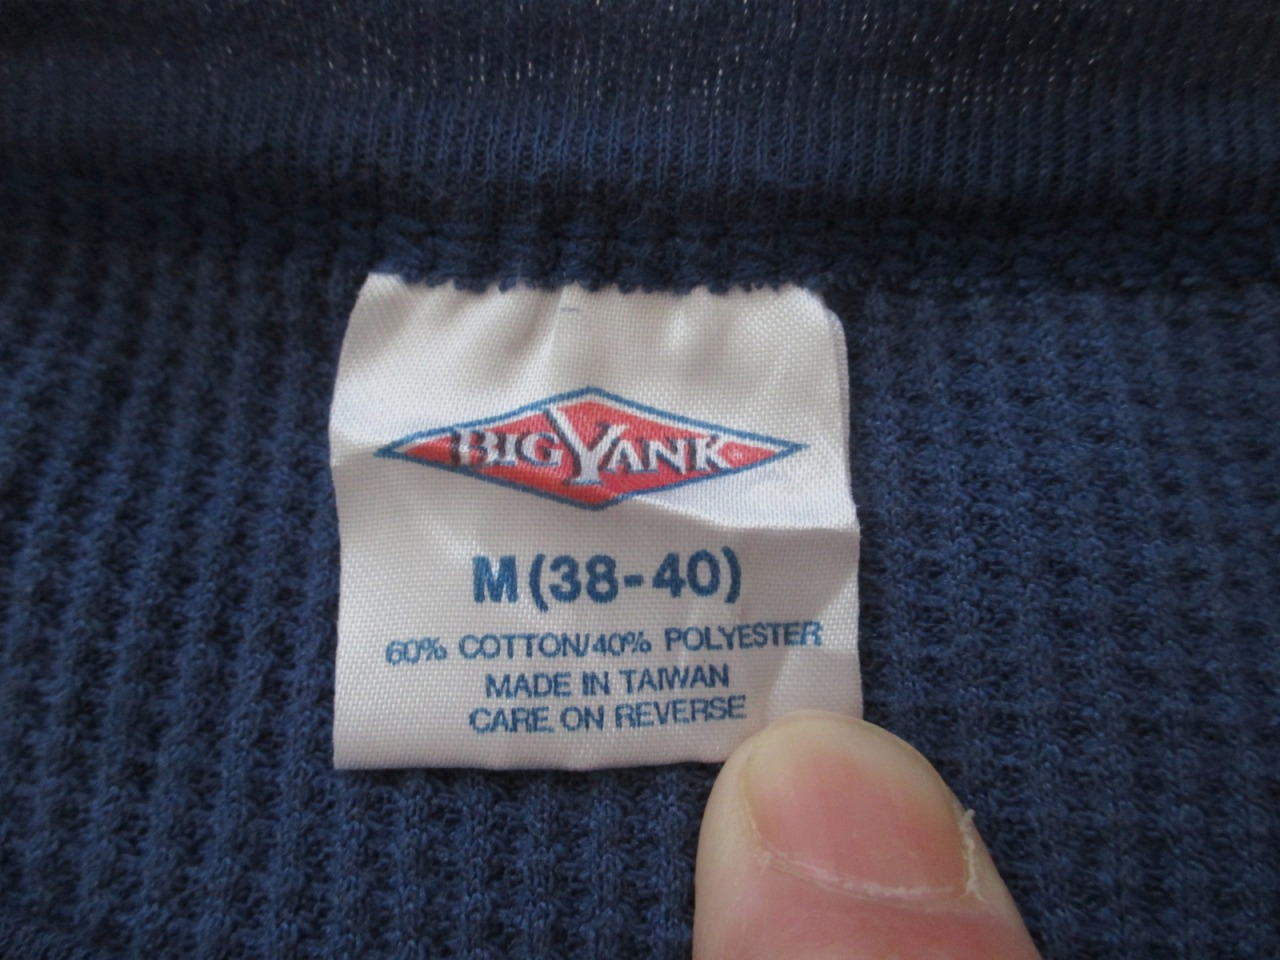 BIG YANK®
M (38-40)
60% COTTON/40% POLYESTER
MADE IN TAIWAN
CARE ON REVERSE